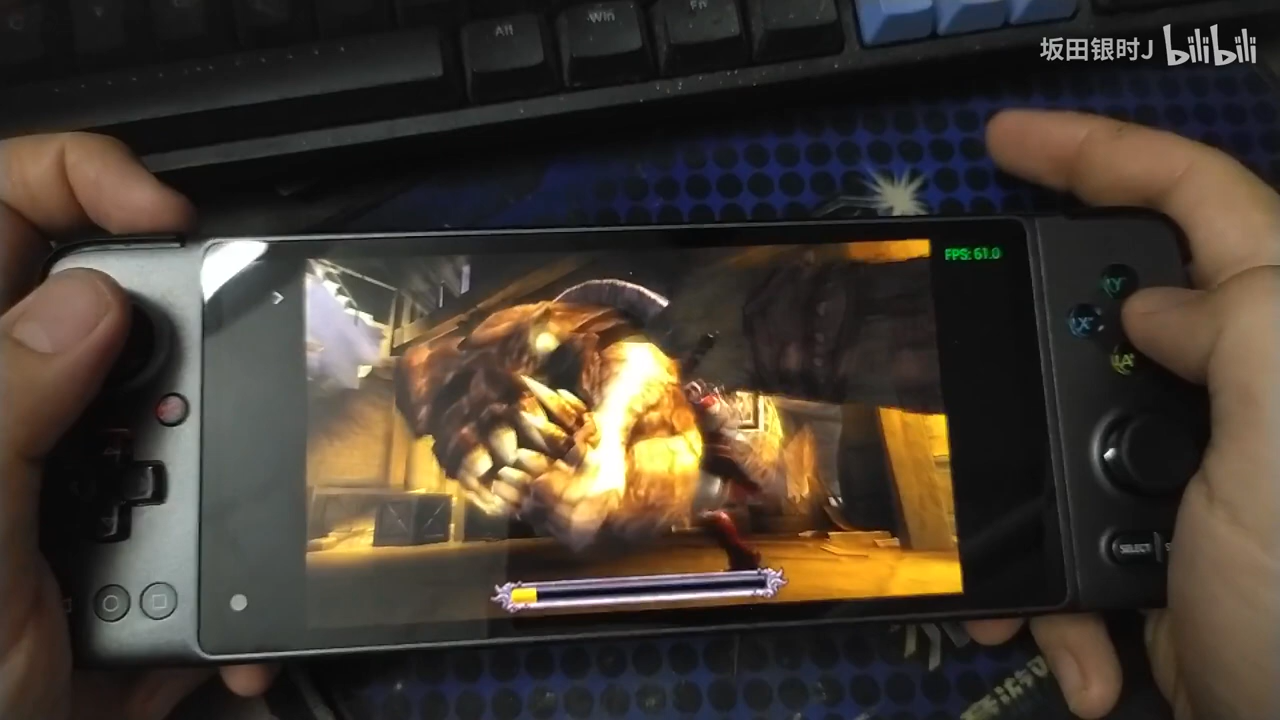 Alt
Win
Fn
坂田银时J bilibili
FPS: 61.0
Y
X
A
SELECT